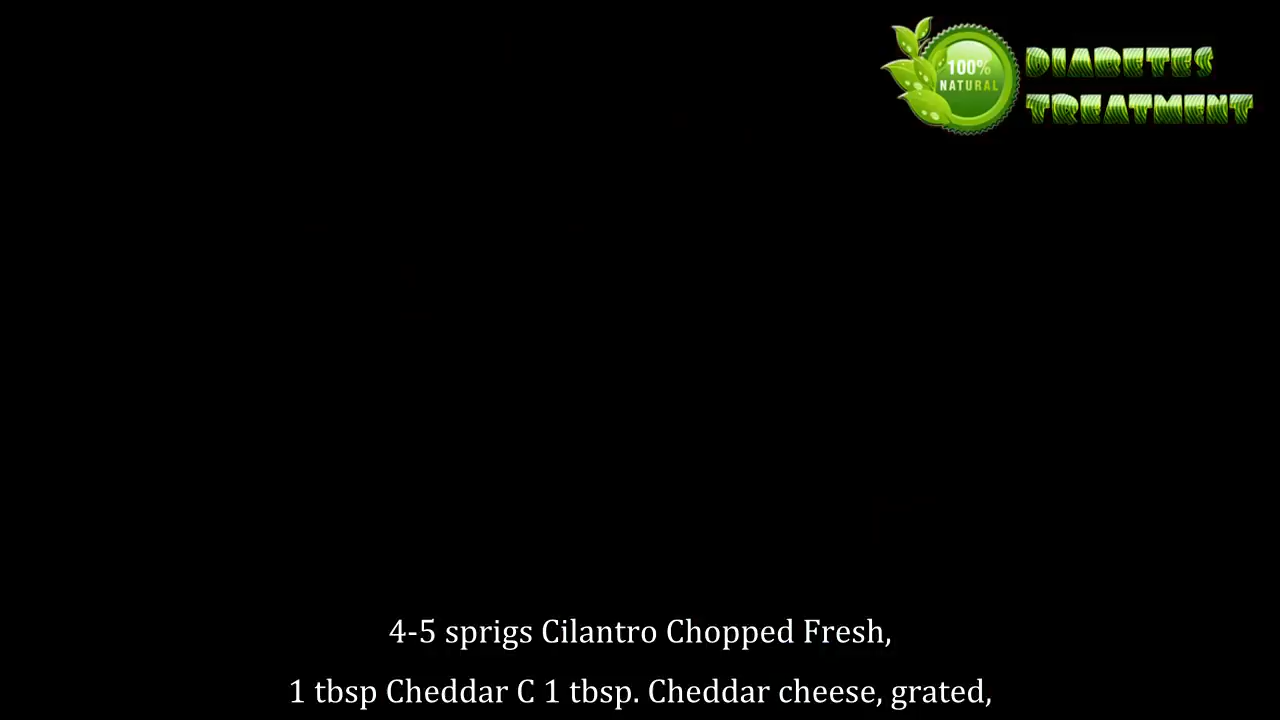 100%
NATURAL
DIABETES
TREATMENT
4-5 sprigs Cilantro Chopped Fresh,
1 tbsp Cheddar C 1 tbsp. Cheddar cheese, grated,